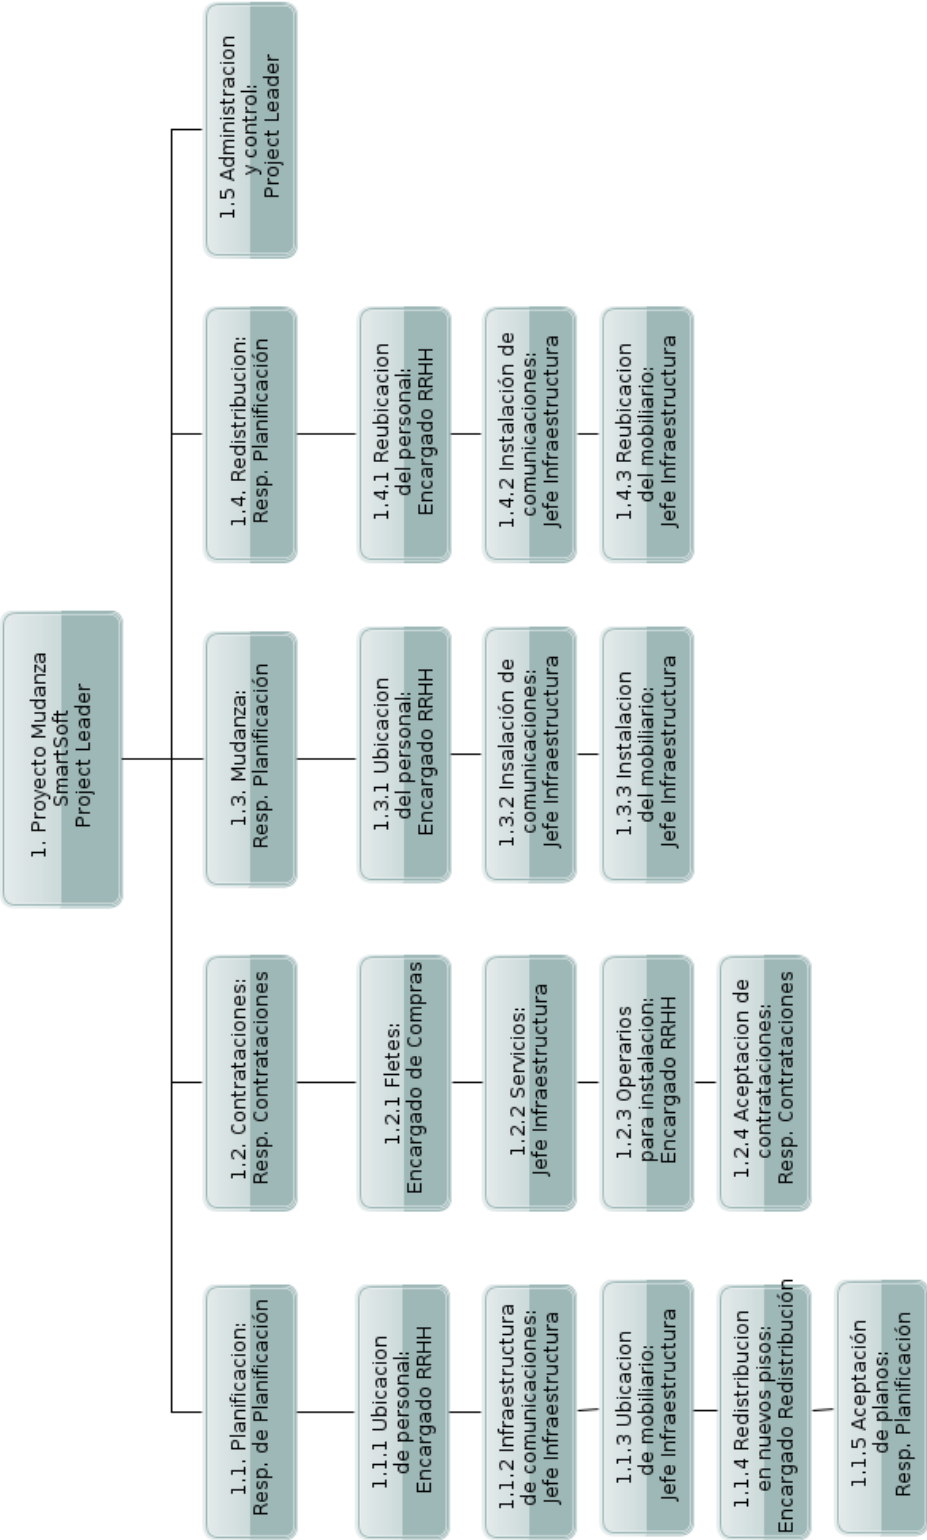 1. Proyecto Mudanza
SmartSoft
Project Leader
1.1. Planificacion:
Resp. de Planificación
1.1.1 Ubicacion
de personal:
Encargado RRHH
1.1.2 Infraestructura
de comunicaciones:
Jefe Infraestructura
1.1.3 Ubicacion
de mobiliario:
Jefe Infraestructura
1.1.4 Redistribucion
en nuevos pisos:
Encargado Redistribución
1.1.5 Aceptación
de planos:
Resp. Planificación
1.2. Contrataciones:
Resp. Contrataciones
1.2.1 Fletes:
Encargado de Compras
1.2.2 Servicios:
Jefe Infraestructura
1.2.3 Operarios
para instalacion:
Encargado RRHH
1.2.4 Aceptacion de
contrataciones:
Resp. Contrataciones
1.3. Mudanza:
Resp. Planificación
1.3.1 Ubicacion
del personal:
Encargado RRHH
1.3.2 Insalación de
comunicaciones:
Jefe Infraestructura
1.3.3 Instalacion
del mobiliario:
Jefe Infraestructura
1.4. Redistribucion:
Resp. Planificación
1.4.1 Reubicacion
del personal:
Encargado RRHH
1.4.2 Instalación de
comunicaciones:
Jefe Infraestructura
1.4.3 Reubicacion
del mobiliario:
Jefe Infraestructura
1.5 Administracion
y control:
Project Leader